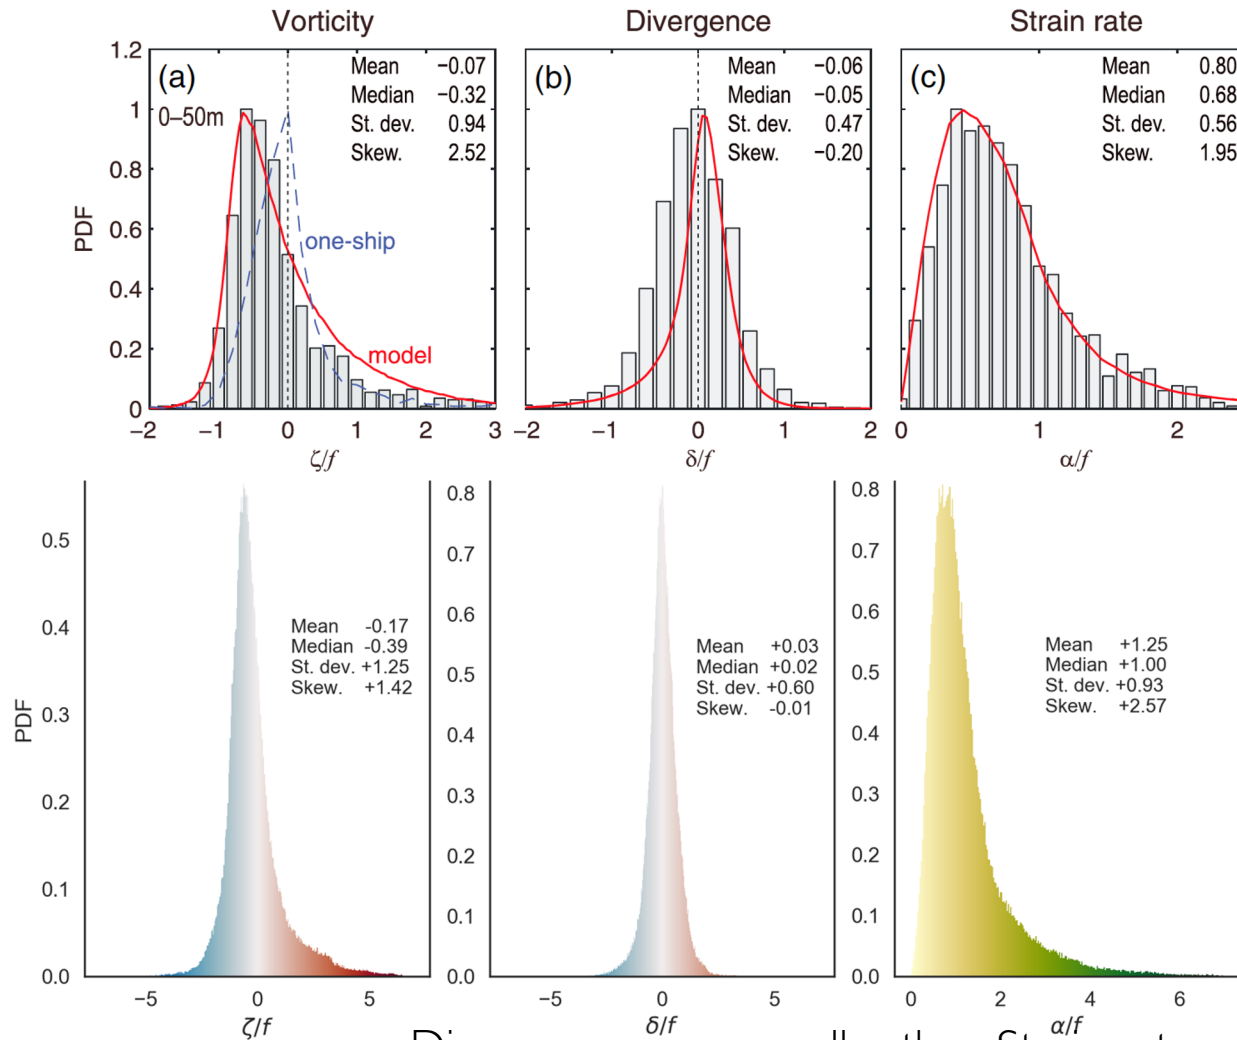 Vorticity
Divergence
Strain rate
PDF
1.2
1
0.8
0.6
0.4
0.2
0
(a)
0–50m
Mean −0.07
Median −0.32
St. dev. 0.94
Skew. 2.52
one-ship
model
−2 −1 0 1 2 3
ζ/f
(b)
Mean −0.06
Median −0.05
St. dev. 0.47
Skew. −0.20
−2 −1 0 1 2
δ/f
(c)
Mean 0.80
Median 0.68
St. dev. 0.56
Skew. 1.95
0 1 2
α/f
PDF
0.5
0.4
0.3
0.2
0.1
0.0
Mean -0.17
Median -0.39
St. dev. +1.25
Skew. +1.42
−5 0 5
ζ/f
0.8
0.7
0.6
0.5
0.4
0.3
0.2
0.1
0.0
Mean +0.03
Median +0.02
St. dev. +0.60
Skew. -0.01
−5 0 5
δ/f
0.8
0.7
0.6
0.5
0.4
0.3
0.2
0.1
0.0
Mean +1.25
Median +1.00
St. dev. +0.93
Skew. +2.57
0 2 4 6
α/f